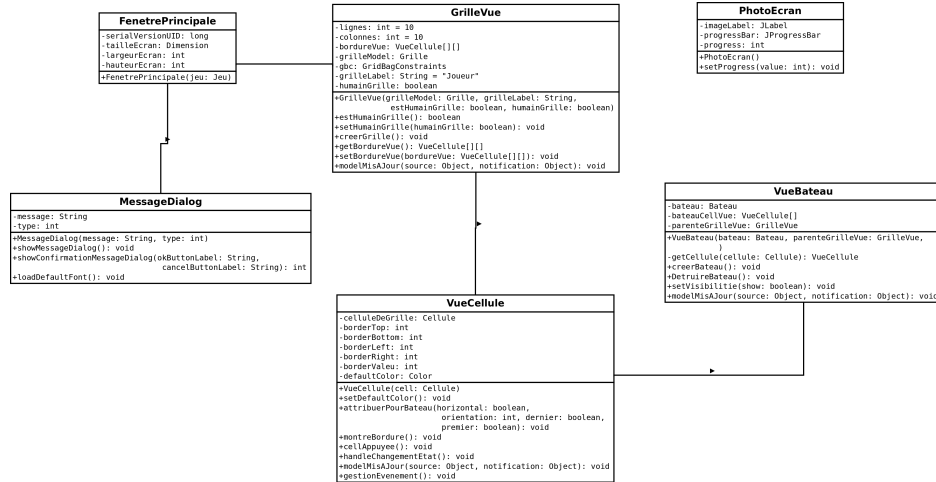 FenetrePrincipale
-serialVersionUID: long
-tailleEcran: Dimension
-largeurEcran: int
-hauteurEcran: int
+FenetrePrincipale(jeu: Jeu)
GrilleVue
-lignes: int = 10
-colonnes: int = 10
-bordureVue: VueCellule[][]
-grilleModel: Grille
-gbc: GridBagConstraints
-grilleLabel: String = "Joueur"
-humainGrille: boolean
+GrilleVue(grilleModel: Grille, grilleLabel: String,
estHumainGrille: boolean, humainGrille: boolean)
+estHumainGrille(): boolean
+setHumainGrille(humainGrille: boolean): void
+creerGrille(): void
+getBordureVue(): VueCellule[][]
+setBordureVue(bordureVue: VueCellule[][]): void
+modelMisAJour(source: Object, notification: Object): void
PhotoEcran
-imageLabel: JLabel
-progressBar: JProgressBar
-progress: int
+PhotoEcran()
+setProgress(value: int): void
MessageDialog
-message: String
-type: int
+MessageDialog(message: String, type: int)
+showMessageDialog(): void
+showConfirmationMessageDialog(okButtonLabel: String,
cancelButtonLabel: String): int
+loadDefaultFont(): void
VueBateau
-bateau: Bateau
-bateauCellVue: VueCellule[]
-parenteGrilleVue: GrilleVue
+VueBateau(bateau: Bateau, parenteGrilleVue: GrilleVue,
)
-getCellule(cellule: Cellule): VueCellule
+creerBateau(): void
+DetruireBateau(): void
+setVisibilitie(show: boolean): void
+modelMisAJour(source: Object, notification: Object): void
VueCellule
-celluleDeGrille: Cellule
-borderTop: int
-borderBottom: int
-borderLeft: int
-borderRight: int
-borderValeu: int
-defaultColor: Color
+VueCellule(cell: Cellule)
+setDefaultColor(): void
+attribuerPourBateau(horizontal: boolean,
orientation: int, dernier: boolean,
premier: boolean): void
+montreBordure(): void
+cellAppuyee(): void
+handleChangementEtat(): void
+modelMisAJour(source: Object, notification: Object): void
+gestionEvenement(): void